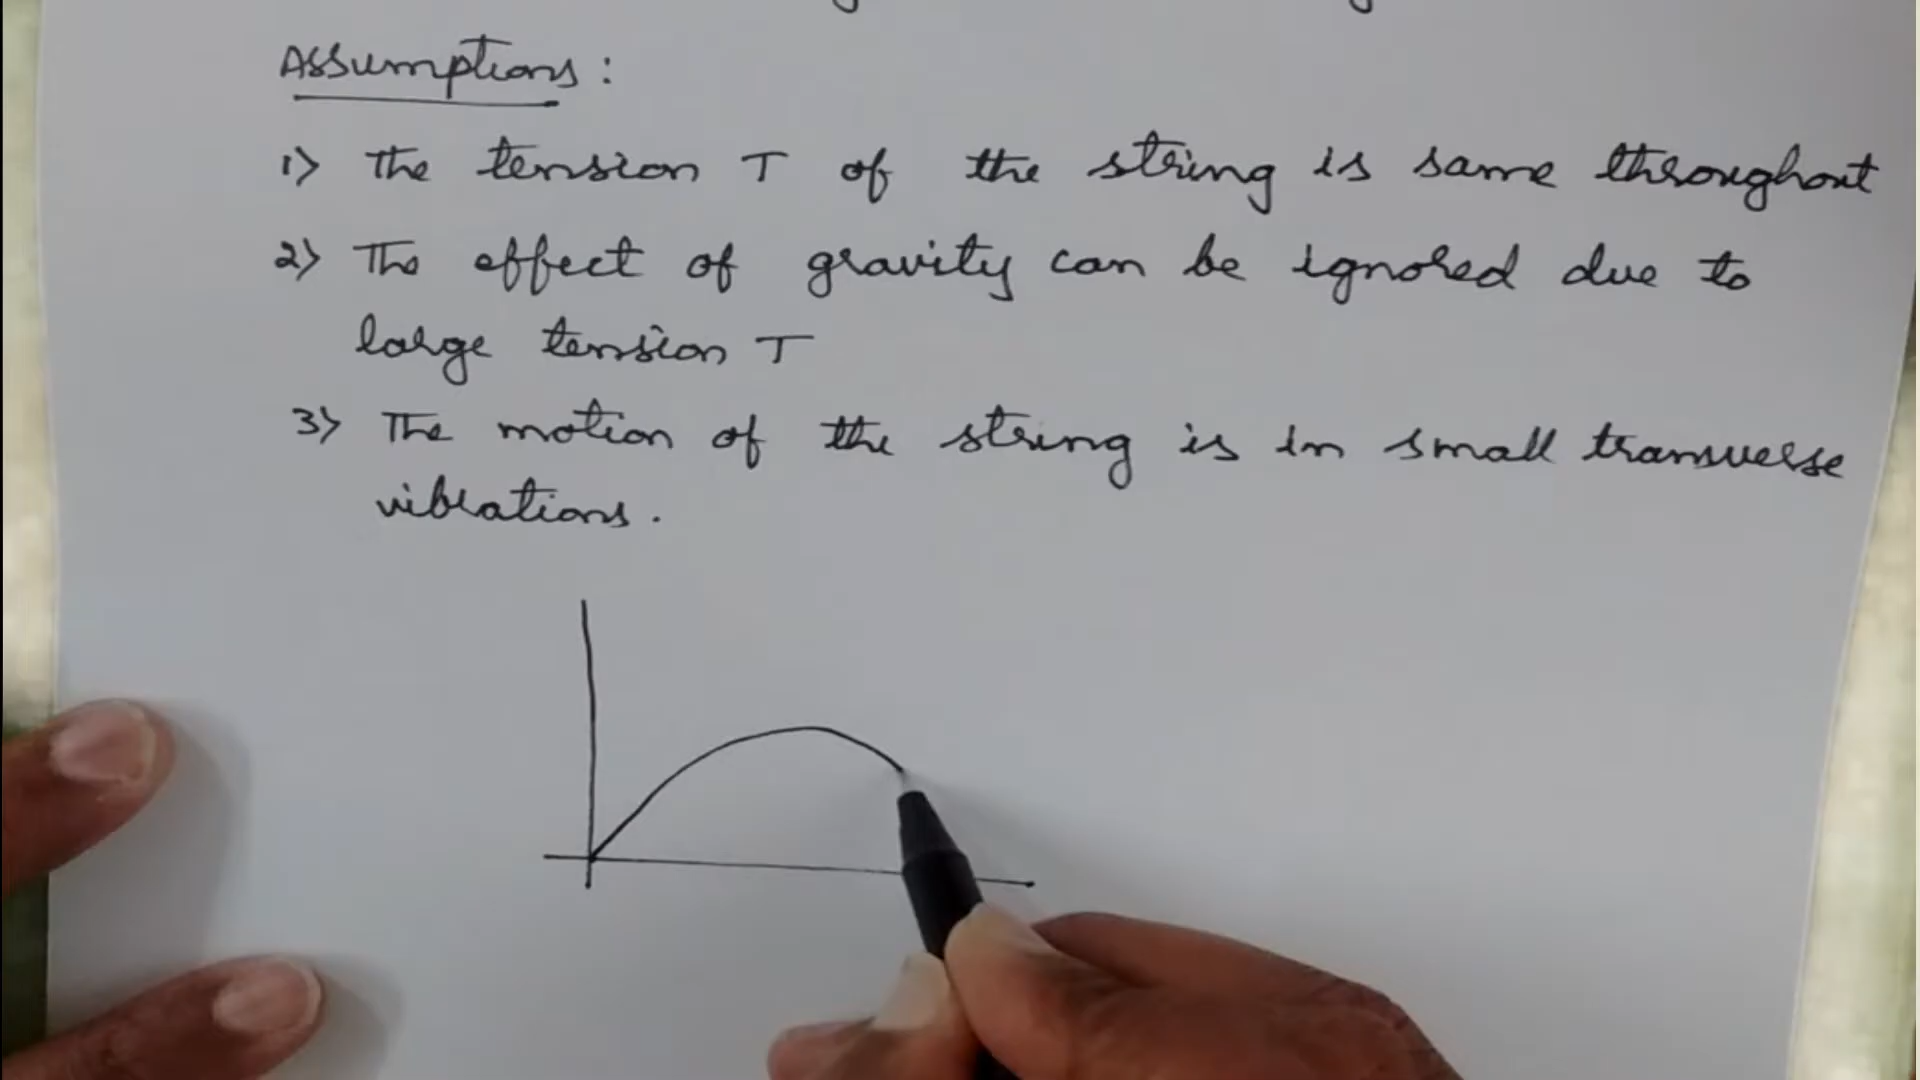 Assumptions :
1) The tension T of the string is same throughout
2) The effect of gravity can be ignored due to
large tension T
3) The motion of the string is in small transverse
vibrations.